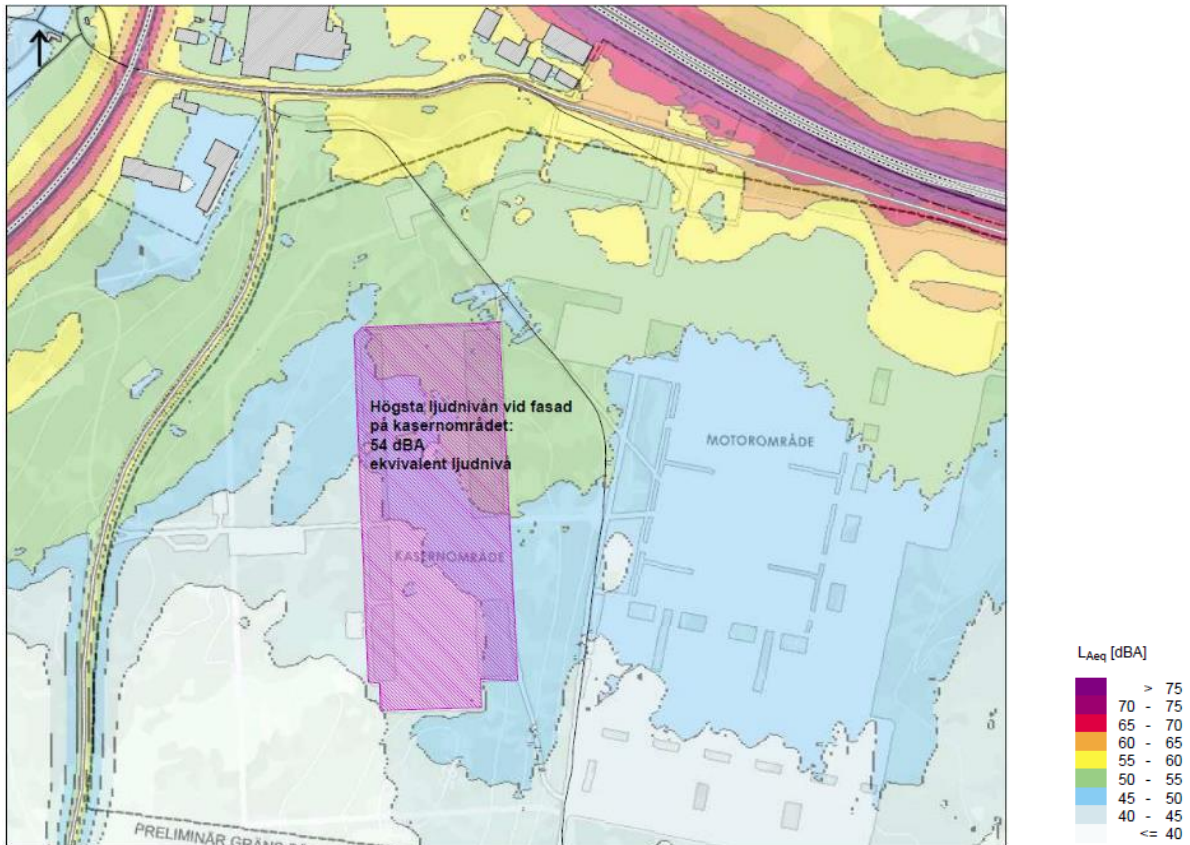 Högsta ljudnivån vid fasad
på kasernområdet:
54 dBA
ekvivalent ljudnivå
MOTOROMRÅDE
KASERNOMRÅDE
PRELIMINÄR GRÄNS
LAeq [dBA]
> 75
70 - 75
65 - 70
60 - 65
55 - 60
50 - 55
45 - 50
40 - 45
<= 40